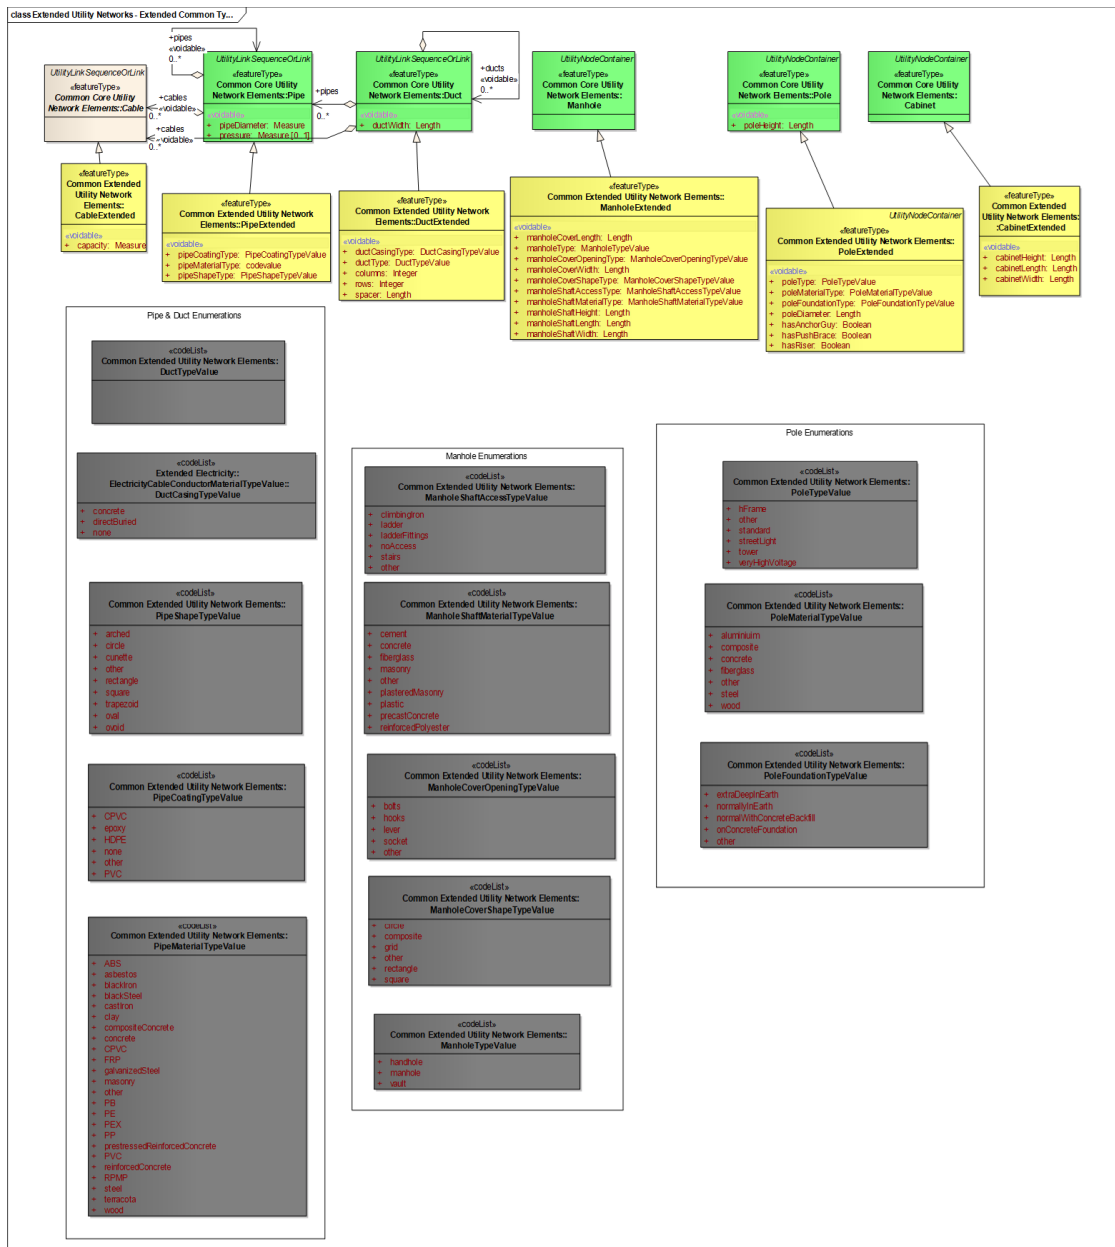 class Extended Utility Networks - Extended Common Ty...
+pipes
«voidable»
0..*
UtilityLinkSequenceOrLink
«featureType»
Common Core Utility
Network Elements::Cable
+cables
«voidable»
0..*
+cables
«voidable»
0..*
UtilityLinkSequenceOrLink
«featureType»
Common Core Utility
Network Elements::Pipe
«voidable»
+ pipeDiameter: Measure
+ pressure: Measure [0..1]
+pipes
0..*
UtilityLinkSequenceOrLink
«featureType»
Common Core Utility
Network Elements::Duct
«voidable»
+ ductWidth: Length
+ducts
«voidable»
0..*
UtilityNodeContainer
«featureType»
Common Core Utility
Network Elements::
Manhole
UtilityNodeContainer
«featureType»
Common Core Utility
Network Elements::Pole
«voidable»
+ poleHeight: Length
UtilityNodeContainer
«featureType»
Common Core Utility
Network Elements::
Cabinet
«featureType»
Common Extended
Utility Network
Elements::
CableExtended
«voidable»
+ capacity: Measure
«featureType»
Common Extended Utility Network
Elements::PipeExtended
«voidable»
+ pipeCoatingType: PipeCoatingTypeValue
+ pipeMaterialType: codevalue
+ pipeShapeType: PipeShapeTypeValue
«featureType»
Common Extended Utility Network
Elements::DuctExtended
«voidable»
+ ductCasingType: DuctCasingTypeValue
+ ductType: DuctTypeValue
+ columns: Integer
+ rows: Integer
+ spacer: Length
«featureType»
Common Extended Utility Network Elements::
ManholeExtended
«voidable»
+ manholeCoverLength: Length
+ manholeType: ManholeTypeValue
+ manholeCoverOpeningType: ManholeCoverOpeningTypeValue
+ manholeCoverWidth: Length
+ manholeCoverShapeType: ManholeCoverShapeTypeValue
+ manholeShaftAccessType: ManholeShaftAccessTypeValue
+ manholeShaftMaterialType: ManholeShaftMaterialTypeValue
+ manholeShaftHeight: Length
+ manholeShaftLength: Length
+ manholeShaftWidth: Length
UtilityNodeContainer
«featureType»
Common Extended Utility Network Elements::
PoleExtended
«voidable»
+ poleType: PoleTypeValue
+ poleMaterialType: PoleMaterialTypeValue
+ poleFoundationType: PoleFoundationTypeValue
+ poleDiameter: Length
+ hasAnchorGuy: Boolean
+ hasPushBrace: Boolean
+ hasRiser: Boolean
«featureType»
Common Extended
Utility Network Elements:
:CabinetExtended
«voidable»
+ cabinetHeight: Length
+ cabinetLength: Length
+ cabinetWidth: Length
Pipe & Duct Enumerations
«codeList»
Common Extended Utility Network Elements::
DuctTypeValue
«codeList»
Extended Electricity::
ElectricityCableConductorMaterialTypeValue::
DuctCasingTypeValue
+ concrete
+ directBuried
+ none
«codeList»
Common Extended Utility Network Elements::
PipeShapeTypeValue
+ arched
+ circle
+ cunette
+ other
+ rectangle
+ square
+ trapezoid
+ oval
+ ovoid
«codeList»
Common Extended Utility Network Elements::
PipeCoatingTypeValue
+ CPVC
+ epoxy
+ HDPE
+ none
+ other
+ PVC
«codeList»
Common Extended Utility Network Elements::
PipeMaterialTypeValue
+ ABS
+ asbestos
+ blackIron
+ blackSteel
+ castIron
+ clay
+ compositeConcrete
+ concrete
+ CPVC
+ FRP
+ galvanizedSteel
+ masonry
+ other
+ PB
+ PE
+ PEX
+ PP
+ prestressedReinforcedConcrete
+ PVC
+ reinforcedConcrete
+ RPMP
+ steel
+ terracota
+ wood
Manhole Enumerations
«codeList»
Common Extended Utility Network Elements::
ManholeShaftAccessTypeValue
+ climbingIron
+ ladder
+ ladderFittings
+ noAccess
+ stairs
+ other
«codeList»
Common Extended Utility Network Elements::
ManholeShaftMaterialTypeValue
+ cement
+ concrete
+ fiberglass
+ masonry
+ other
+ plasteredMasonry
+ plastic
+ precastConcrete
+ reinforcedPolyester
«codeList»
Common Extended Utility Network Elements::
ManholeCoverOpeningTypeValue
+ bolts
+ hooks
+ lever
+ socket
+ other
«codeList»
Common Extended Utility Network Elements::
ManholeCoverShapeTypeValue
+ circle
+ composite
+ grid
+ other
+ rectangle
+ square
«codeList»
Common Extended Utility Network Elements::
ManholeTypeValue
+ handhole
+ manhole
+ vault
Pole Enumerations
«codeList»
Common Extended Utility Network Elements::
PoleTypeValue
+ hFrame
+ other
+ standard
+ streetLight
+ tower
+ veryHighVoltage
«codeList»
Common Extended Utility Network Elements::
PoleMaterialTypeValue
+ aluminiuim
+ composite
+ concrete
+ fiberglass
+ other
+ steel
+ wood
«codeList»
Common Extended Utility Network Elements::
PoleFoundationTypeValue
+ extraDeepInEarth
+ normallyInEarth
+ normalWithConcreteBackfill
+ onConcreteFoundation
+ other